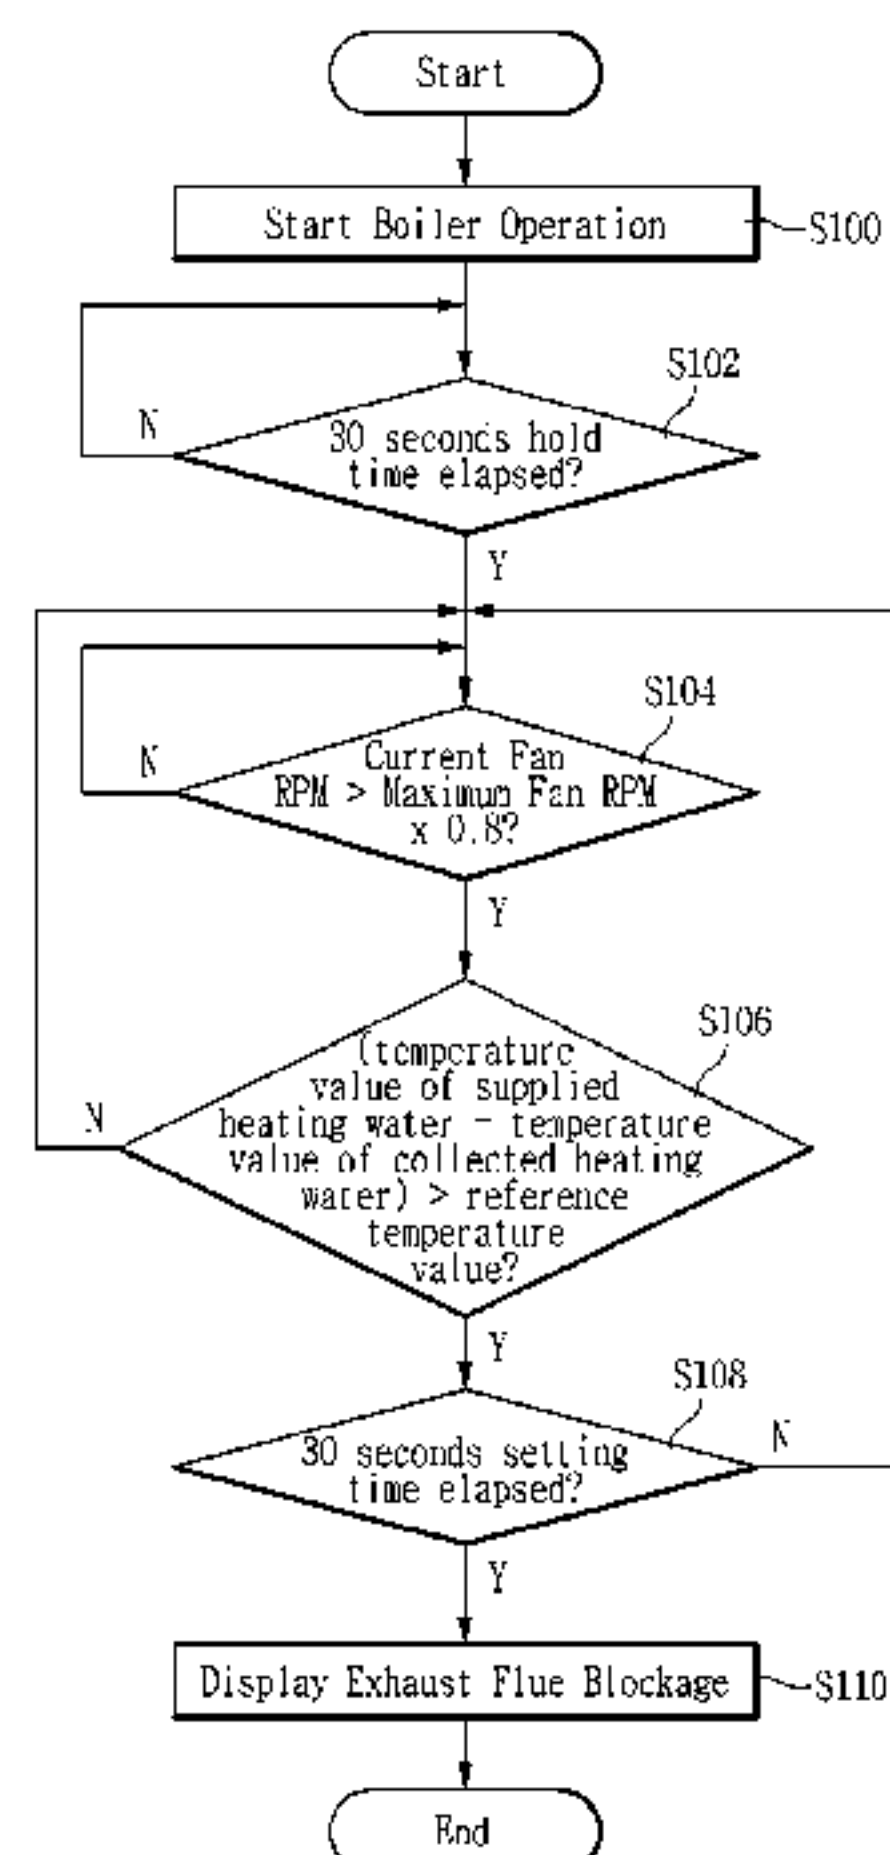 Start
Start Boiler Operation
S100
S102
N
30 seconds hold
time elapsed?
Y
S104
N
Current Fan
RPM > Maximum Fan RPM
x 0.8?
Y
S106
N
(temperature
value of supplied
heating water - temperature
value of collected heating
water) > reference
temperature
value?
Y
S108
N
30 seconds setting
time elapsed?
Y
Display Exhaust Flue Blockage
S110
End